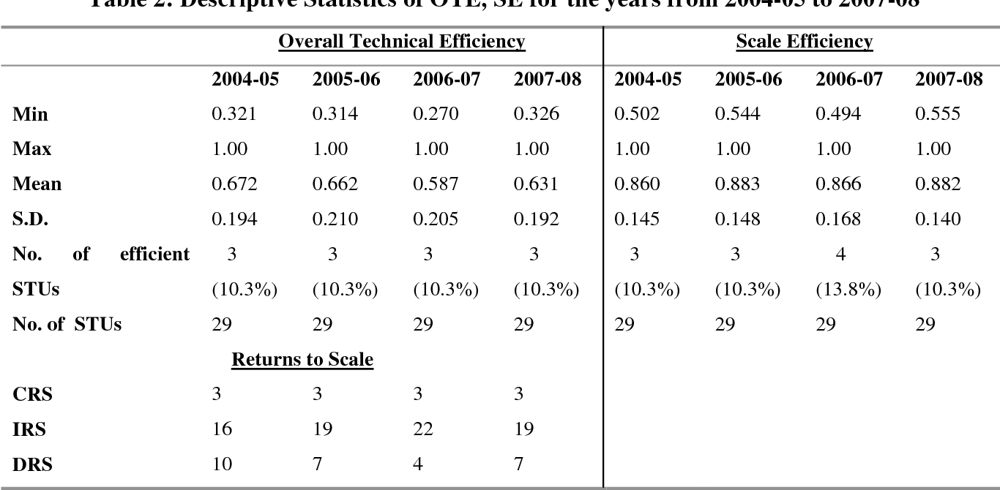 Table 2: Descriptive Statistics of OTE, SE for the years from 2004-05 to 2007-08
Overall Technical Efficiency Scale Efficiency
2004-05 2005-06 2006-07 2007-08 2004-05 2005-06 2006-07 2007-08
Min 0.321 0.314 0.270 0.326 0.502 0.544 0.494 0.555
Max 1.00 1.00 1.00 1.00 1.00 1.00 1.00 1.00
Mean 0.672 0.662 0.587 0.631 0.860 0.883 0.866 0.882
S.D. 0.194 0.210 0.205 0.192 0.145 0.148 0.168 0.140
No. of efficient 3 3 3 3 3 3 4 3
STUs (10.3%) (10.3%) (10.3%) (10.3%) (10.3%) (10.3%) (13.8%) (10.3%)
No. of STUs 29 29 29 29 29 29 29 29
Returns to Scale
CRS 3 3 3 3
IRS 16 19 22 19
DRS 10 7 4 7